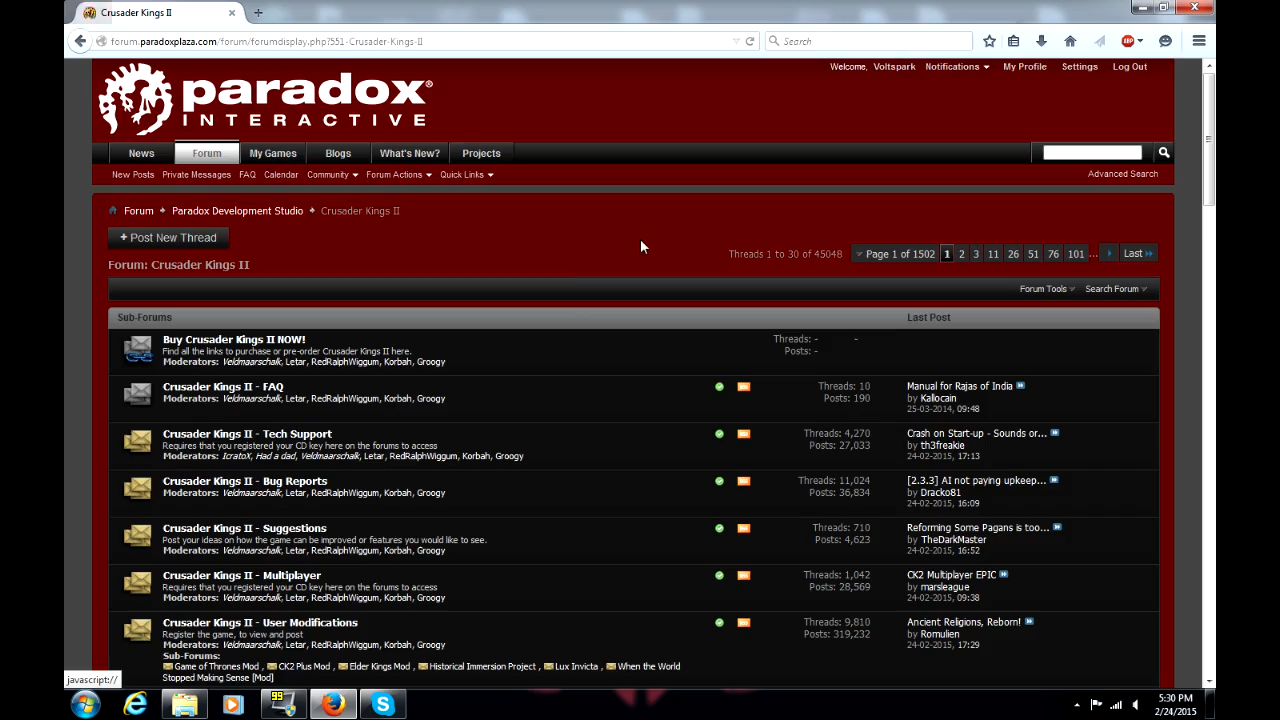 Crusader Kings II × +
forum.paradoxplaza.com/forum/forumdisplay.php?551-Crusader-Kings-II Search
Welcome, Voltspark Notifications My Profile Settings Log Out
paradox®
INTERACTIVE
News Forum My Games Blogs What's New? Projects
New Posts Private Messages FAQ Calendar Community Forum Actions Quick Links Advanced Search
Forum Paradox Development Studio Crusader Kings II
+ Post New Thread
Threads 1 to 30 of 45048 Page 1 of 1502 1 2 3 11 26 51 76 101 ... Last
Forum: Crusader Kings II
Forum Tools Search Forum
Sub-Forums Last Post
Buy Crusader Kings II NOW! Threads: - -
Find all the links to purchase or pre-order Crusader Kings II here. Posts: -
Moderators: Veldmaarschalk, Letar, RedRalphWiggum, Korbah, Groogy
Crusader Kings II - FAQ Threads: 10 Manual for Rajas of India
Moderators: Veldmaarschalk, Letar, RedRalphWiggum, Korbah, Groogy Posts: 190 by Kallocain
25-03-2014, 09:48
Crusader Kings II - Tech Support Threads: 4,270 Crash on Start-up - Sounds or...
Requires that you registered your CD key here on the forums to access Posts: 27,033 by th3freakie
Moderators: IcratoX, Had a dad, Veldmaarschalk, Letar, RedRalphWiggum, Korbah, Groogy 24-02-2015, 17:13
Crusader Kings II - Bug Reports Threads: 11,024 [2.3.3] AI not paying upkeep...
Moderators: Veldmaarschalk, Letar, RedRalphWiggum, Korbah, Groogy Posts: 36,834 by Dracko81
24-02-2015, 16:09
Crusader Kings II - Suggestions Threads: 710 Reforming Some Pagans is too...
Post your ideas on how the game can be improved or features you would like to see. Posts: 4,623 by TheDarkMaster
Moderators: Veldmaarschalk, Letar, RedRalphWiggum, Korbah, Groogy 24-02-2015, 16:52
Crusader Kings II - Multiplayer Threads: 1,042 CK2 Multiplayer EPIC
Requires that you registered your CD key here on the forums to access Posts: 28,569 by marsleague
Moderators: Veldmaarschalk, Letar, RedRalphWiggum, Korbah, Groogy 24-02-2015, 09:38
Crusader Kings II - User Modifications Threads: 9,810 Ancient Religions, Reborn!
Register the game, to view and post Posts: 319,232 by Romulien
Moderators: Veldmaarschalk, Letar, RedRalphWiggum, Korbah, Groogy 24-02-2015, 17:29
Sub-Forums:
Game of Thrones Mod , CK2 Plus Mod , Elder Kings Mod , Historical Immersion Project , Lux Invicta , When the World
Stopped Making Sense [Mod]
javascript://
99
5:30 PM
2/24/2015